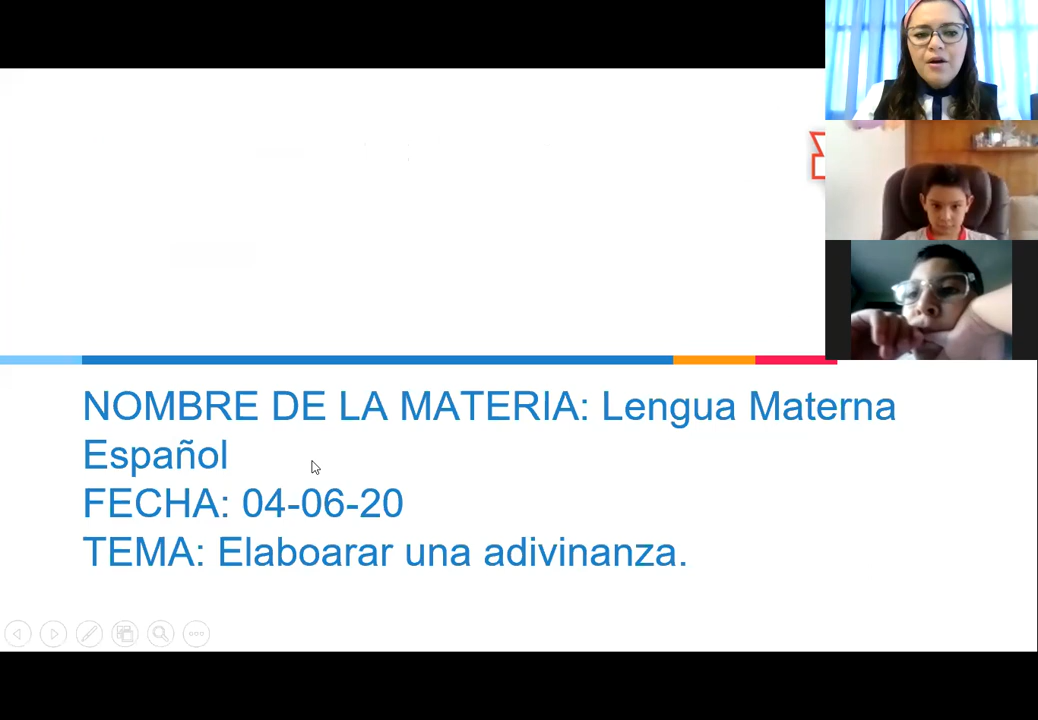 NOMBRE DE LA MATERIA: Lengua Materna
Español
FECHA: 04-06-20
TEMA: Elaboarar una adivinanza.